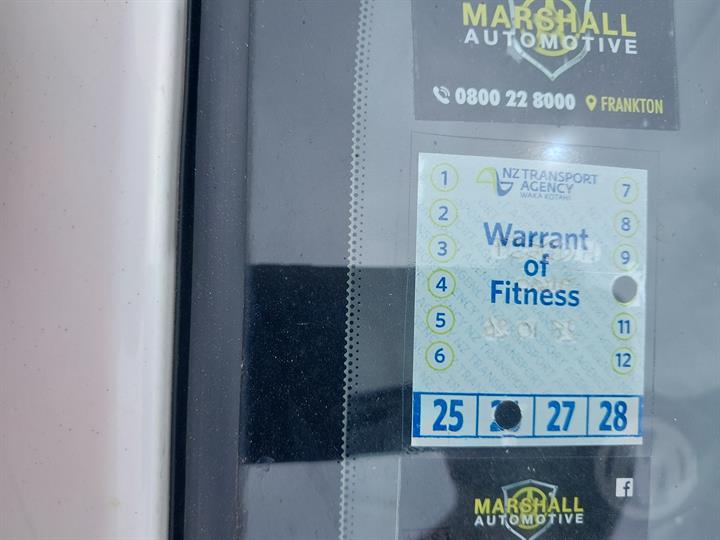 MARSHALL
AUTOMOTIVE
0800 22 8000 FRANKTON
NZ TRANSPORT
AGENCY
WAKA KOTAHI
1 7
2 8
3 Warrant 9
of
4 Fitness
5 11
6 12
25 27 28
MARSHALL
AUTOMOTIVE